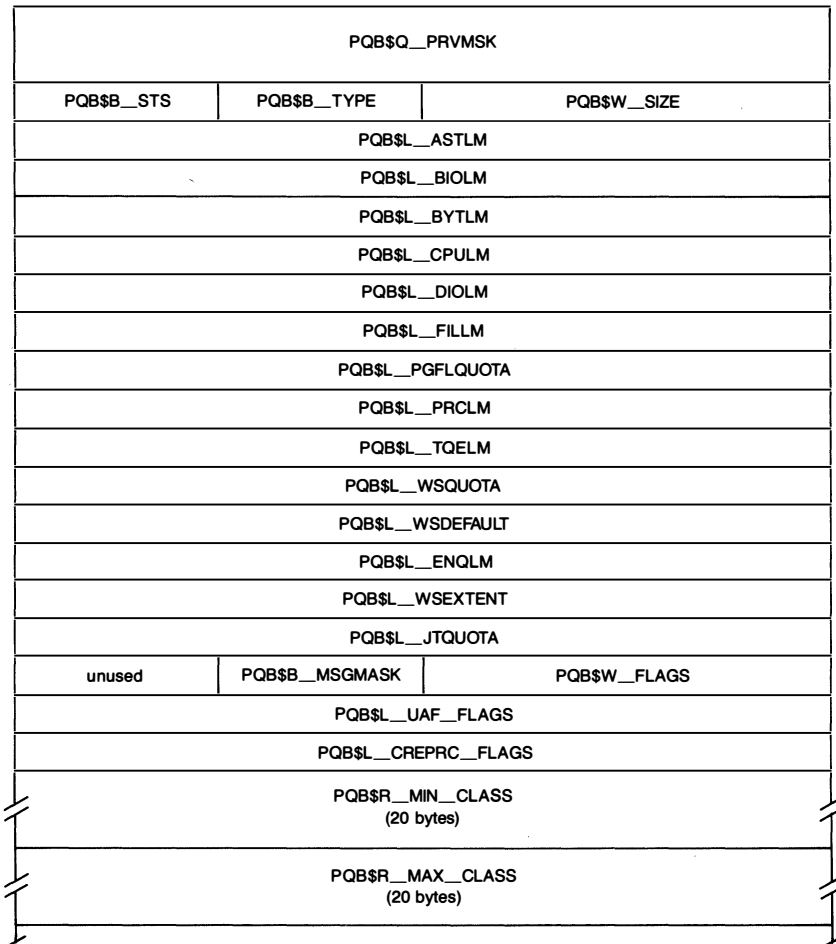 PQB$Q__PRVMSK
PQB$B__STS PQB$B__TYPE PQB$W__SIZE
PQB$L__ASTLM
PQB$L__BIOLM
PQB$L__BYTLM
PQB$L__CPULM
PQB$L__DIOLM
PQB$L__FILLM
PQB$L__PGFLQUOTA
PQB$L__PRCLM
PQB$L__TQELM
PQB$L__WSQUOTA
PQB$L__WSDEFAULT
PQB$L__ENQLM
PQB$L__WSEXTENT
PQB$L__JTQUOTA
unused PQB$B__MSGMASK PQB$W__FLAGS
PQB$L__UAF__FLAGS
PQB$L__CREPRC__FLAGS
PQB$R__MIN__CLASS
(20 bytes)
PQB$R__MAX__CLASS
(20 bytes)